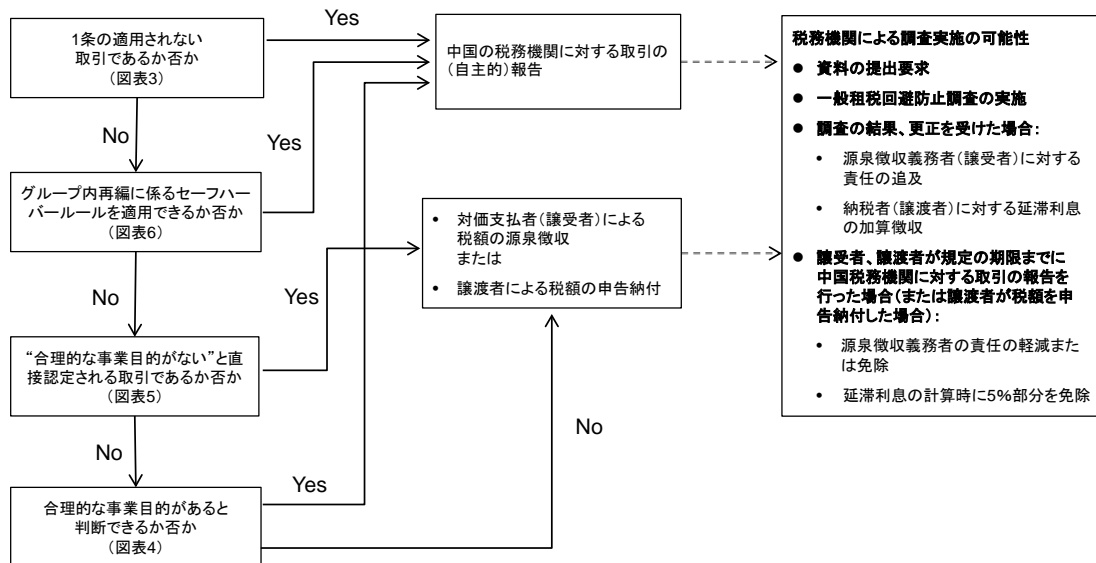 1条の適用されない
取引であるか否か
（図表3）
Yes
中国の税務機関に対する取引の
（自主的）報告
No
Yes
グループ内再編に係るセーフハー
バールールを適用できるか否か
（図表6）
No
Yes
• 対価支払者（譲受者）による
税額の源泉徴収
または
• 譲渡者による税額の申告納付
“合理的な事業目的がない”と直
接認定される取引であるか否か
（図表5）
No
Yes
No
合理的な事業目的があると
判断できるか否か
（図表4）
税務機関による調査実施の可能性
● 資料の提出要求
● 一般租税回避防止調査の実施
● 調査の結果、更正を受けた場合：
• 源泉徴収義務者（譲受者）に対する
責任の追及
• 納税者（譲渡者）に対する延滞利息
の加算徴収
● 譲受者、譲渡者が規定の期限までに
中国税務機関に対する取引の報告を
行った場合（または譲渡者が税額を申
告納付した場合）：
• 源泉徴収義務者の責任の軽減また
は免除
• 延滞利息の計算時に5%部分を免除